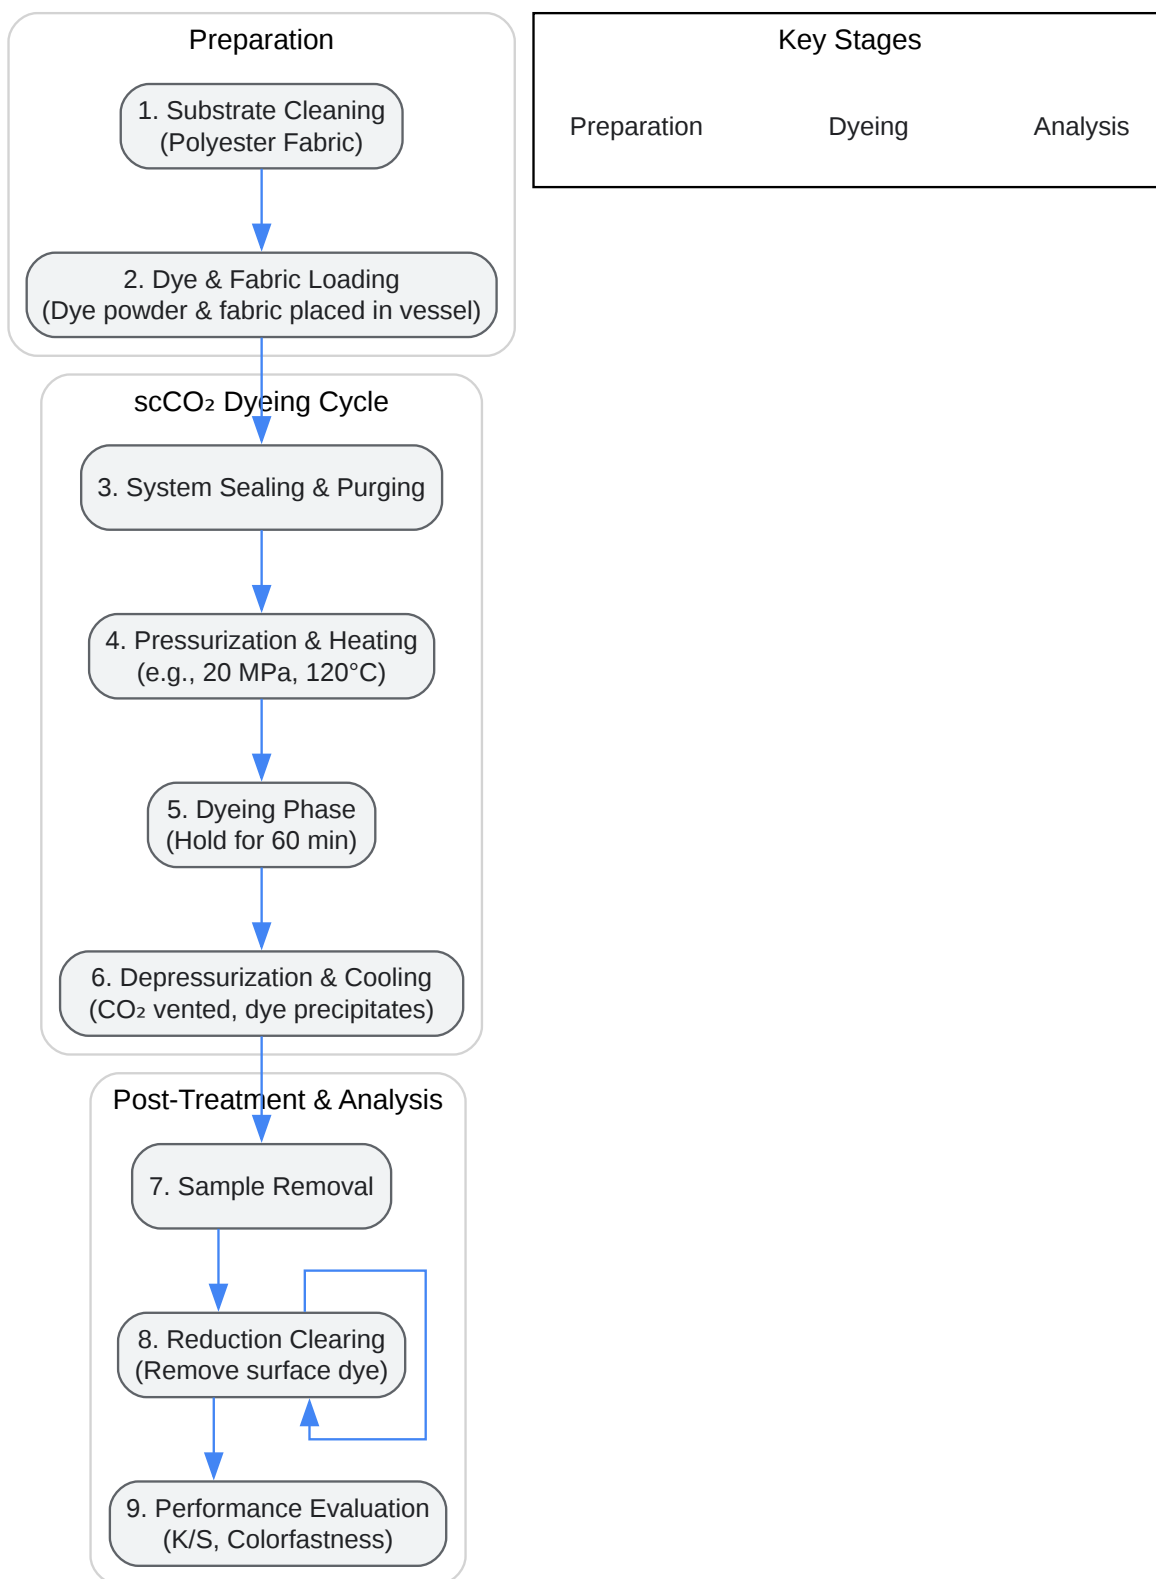 Preparation
1. Substrate Cleaning
(Polyester Fabric)
2. Dye & Fabric Loading
(Dye powder & fabric placed in vessel)
scCO₂ Dyeing Cycle
3. System Sealing & Purging
4. Pressurization & Heating
(e.g., 20 MPa, 120°C)
5. Dyeing Phase
(Hold for 60 min)
6. Depressurization & Cooling
(CO₂ vented, dye precipitates)
Post-Treatment & Analysis
7. Sample Removal
8. Reduction Clearing
(Remove surface dye)
9. Performance Evaluation
(K/S, Colorfastness)
Key Stages
Preparation
Dyeing
Analysis